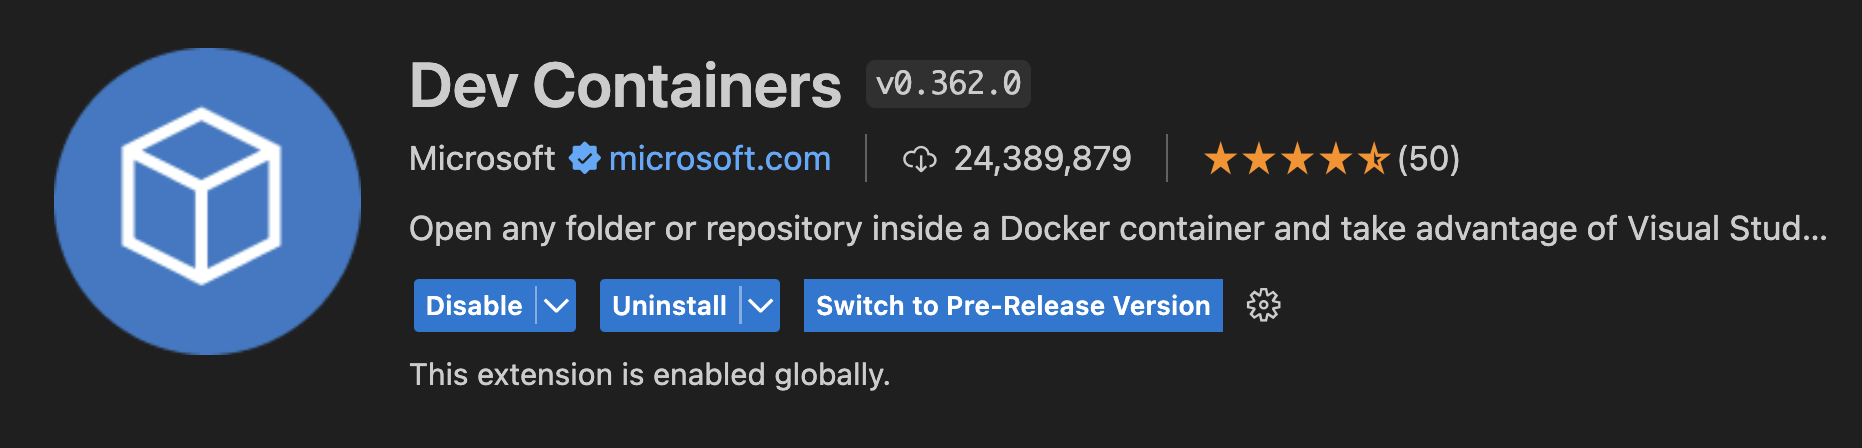 Dev Containers v0.362.0
Microsoft microsoft.com 24,389,879 (50)
Open any folder or repository inside a Docker container and take advantage of Visual Stud...
Disable Uninstall Switch to Pre-Release Version
This extension is enabled globally.